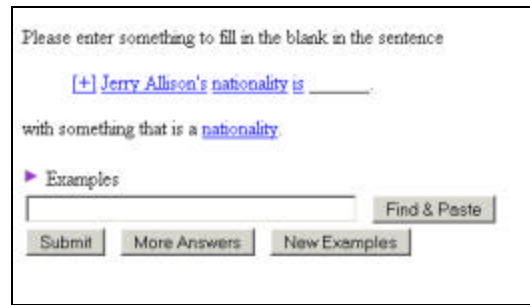 Please enter something to fill in the blank in the sentence
[+] Jerry Allison's nationality is ______.
with something that is a nationality.
Examples
Find & Paste
Submit More Answers New Examples